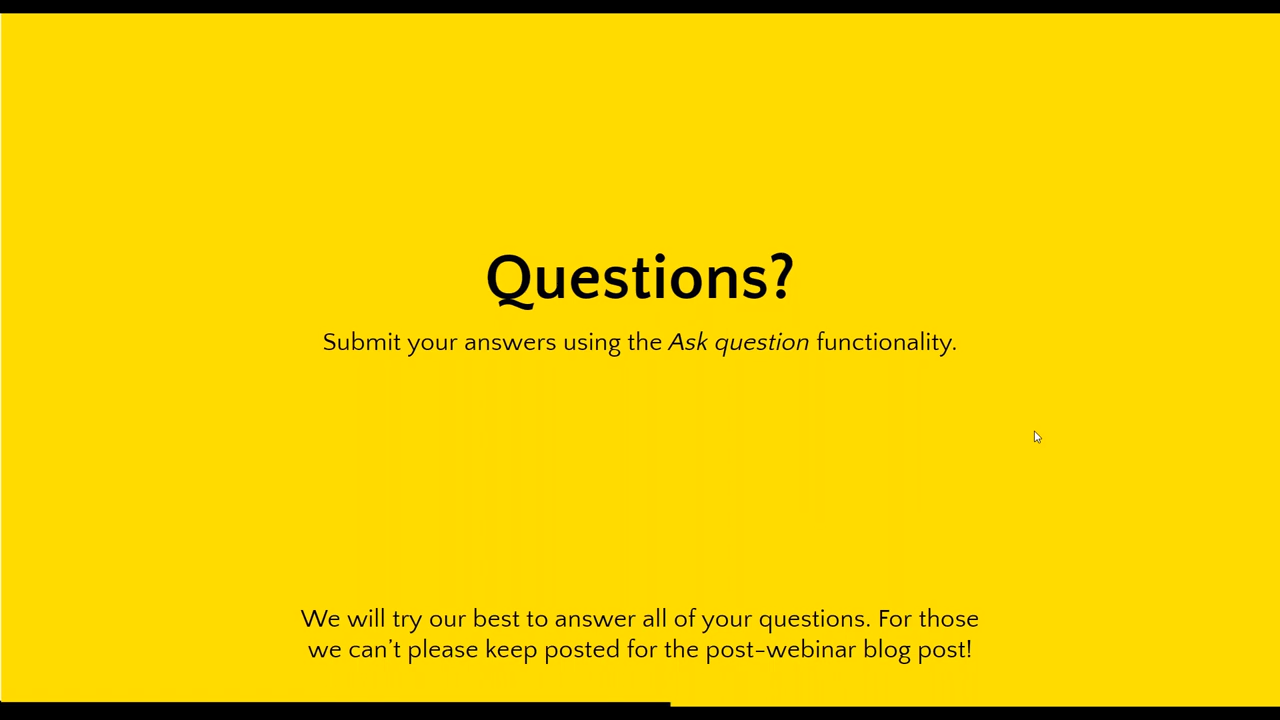 Questions?
Submit your answers using the Ask question functionality.
We will try our best to answer all of your questions. For those
we can't please keep posted for the post-webinar blog post!